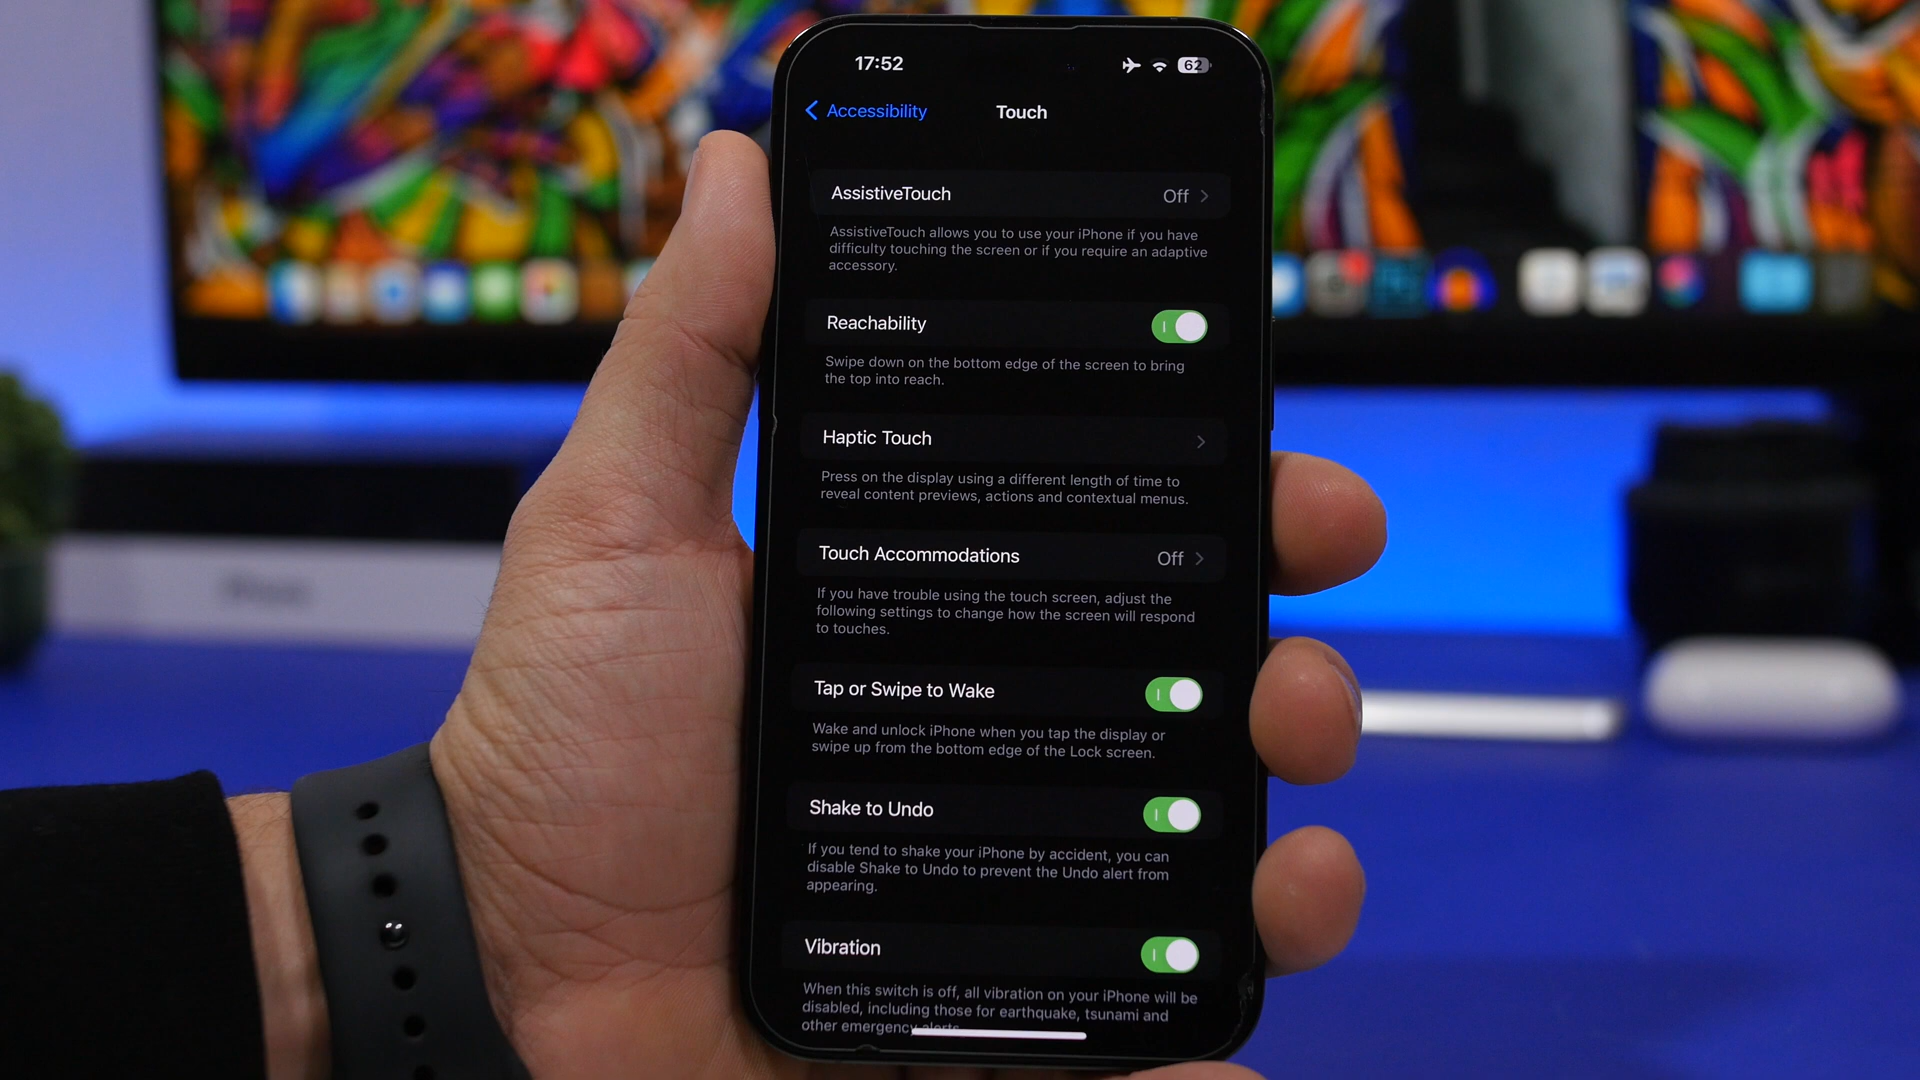 17:52
62
Accessibility
Touch
AssistiveTouch Off
AssistiveTouch allows you to use your iPhone if you have
difficulty touching the screen or if you require an adaptive
accessory.
Reachability
Swipe down on the bottom edge of the screen to bring
the top into reach.
Haptic Touch
Press on the display using a different length of time to
reveal content previews, actions and contextual menus.
Touch Accommodations Off
If you have trouble using the touch screen, adjust the
following settings to change how the screen will respond
to touches.
Tap or Swipe to Wake
Wake and unlock iPhone when you tap the display or
swipe up from the bottom edge of the Lock screen.
Shake to Undo
If you tend to shake your iPhone by accident, you can
disable Shake to Undo to prevent the Undo alert from
appearing.
Vibration
When this switch is off, all vibration on your iPhone will be
disabled, including those for earthquake, tsunami and
other emergency alerts.